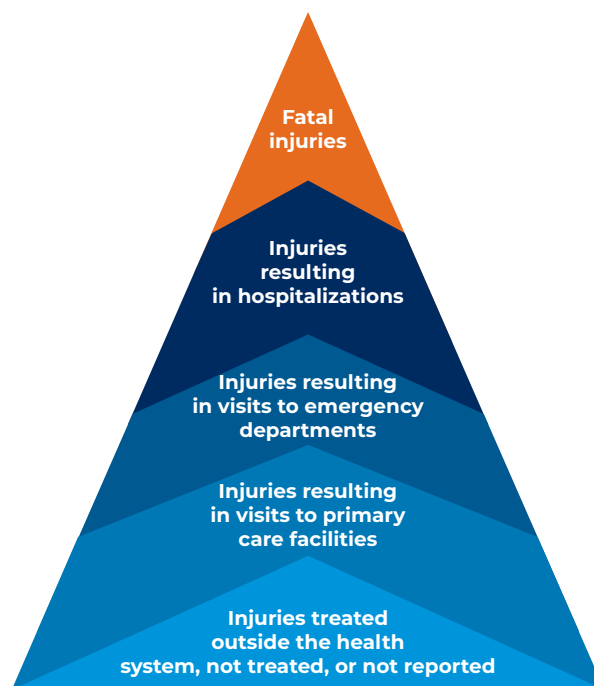 Fatal
injuries
Injuries
resulting
in hospitalizations
Injuries resulting
in visits to emergency
departments
Injuries resulting
in visits to primary
care facilities
Injuries treated
outside the health
system, not treated, or not reported